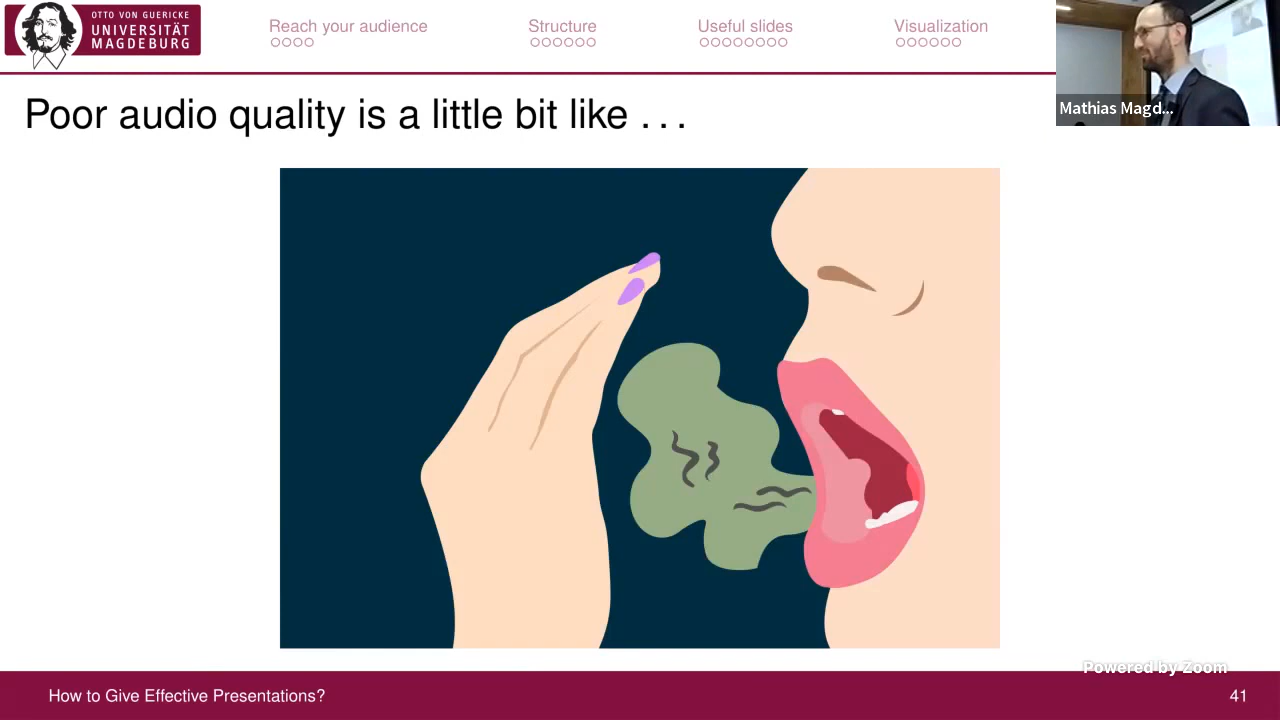 OTTO VON GUERICKE
UNIVERSITÄT
MAGDEBURG
Reach your audience
Structure
Useful slides
Visualization
Mathias Magd...
Poor audio quality is a little bit like . . .
Powered by Zoom
How to Give Effective Presentations?
41